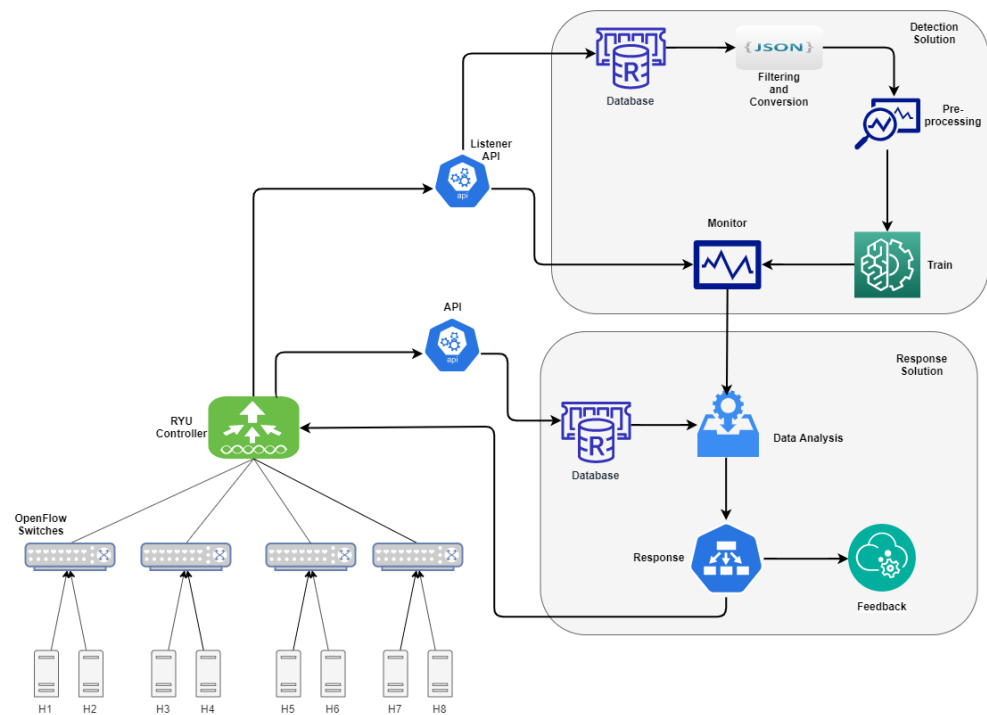 Detection
Solution
R
Database
{JSON}
Filtering
and
Conversion
Pre-
processing
Listener
API
api
Monitor
Train
API
api
Response
Solution
RYU
Controller
R
Database
Data Analysis
OpenFlow
Switches
Response
Feedback
H1 H2 H3 H4 H5 H6 H7 H8